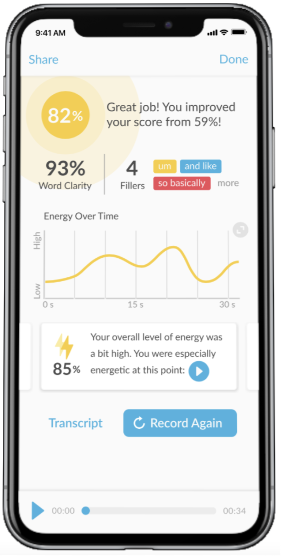 9:41 AM
Share Done
82%
Great job! You improved
your score from 59%!
93% 4 um and like
Word Clarity Fillers so basically more
Energy Over Time
High
Low
0 s 15 s 30 s
Your overall level of energy was
a bit high. You were especially
85% energetic at this point:
Transcript Record Again
00:00 00:34